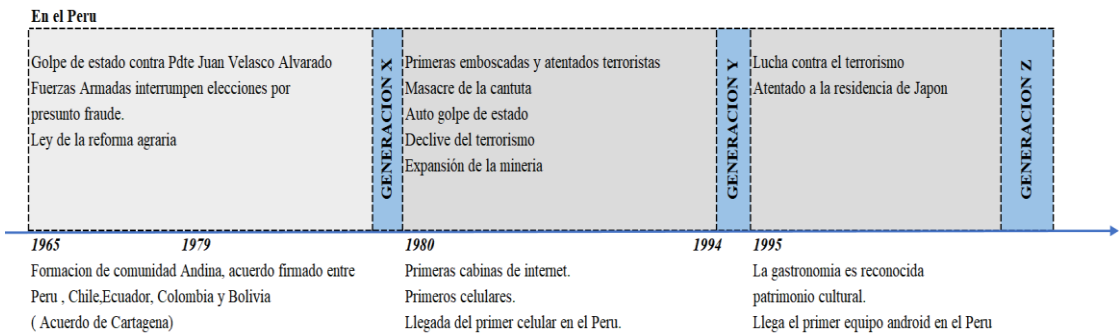 En el Peru
Golpe de estado contra Pdte Juan Velasco Alvarado
Fuerzas Armadas interrumpen elecciones por
presunto fraude.
Ley de la reforma agraria
GENERACION X
Primeras emboscadas y atentados terroristas
Masacre de la cantuta
Auto golpe de estado
Declive del terrorismo
Expansión de la mineria
GENERACION Y
Lucha contra el terrorismo
Atentado a la residencia de Japon
GENERACION Z
1965 1979 1980 1994 1995
Formacion de comunidad Andina, acuerdo firmado entre
Peru , Chile,Ecuador, Colombia y Bolivia
( Acuerdo de Cartagena)
Primeras cabinas de internet.
Primeros celulares.
Llegada del primer celular en el Peru.
La gastronomia es reconocida
patrimonio cultural.
Llega el primer equipo android en el Peru